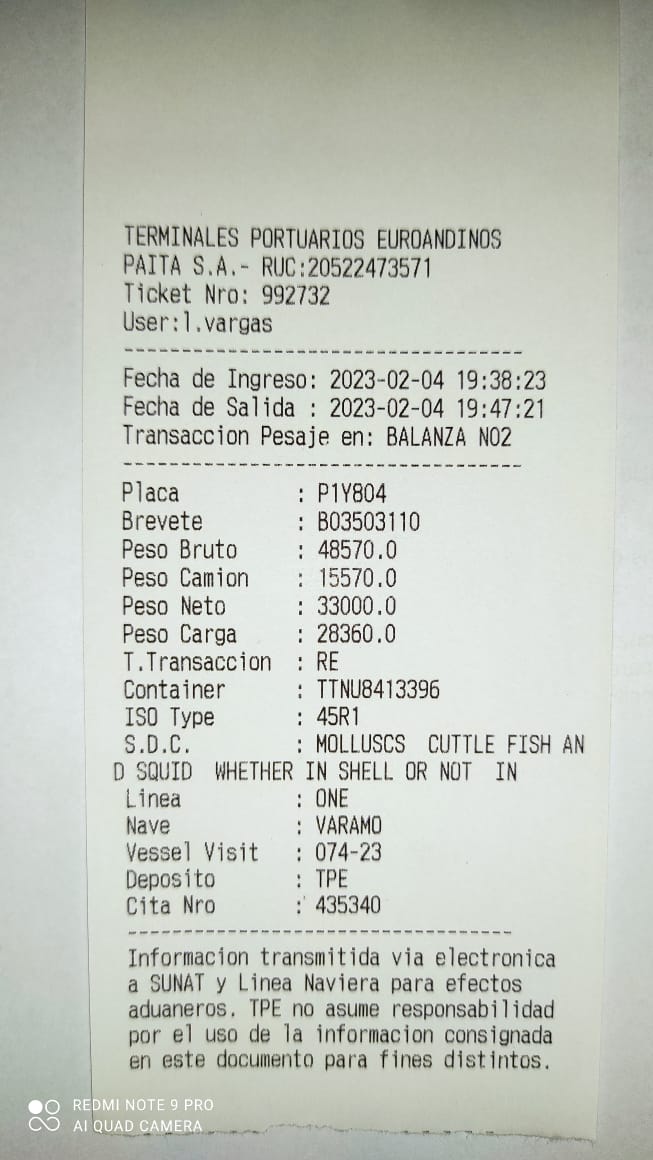 TERMINALES PORTUARIOS EUROANDINOS
PAITA S.A.- RUC:20522473571
Ticket Nro: 992732
User:l.vargas
----------------------------------
Fecha de Ingreso: 2023-02-04 19:38:23
Fecha de Salida : 2023-02-04 19:47:21
Transaccion Pesaje en: BALANZA NO2
----------------------------------
Placa : P1Y804
Brevete : B03503110
Peso Bruto : 48570.0
Peso Camion : 15570.0
Peso Neto : 33000.0
Peso Carga : 28360.0
T.Transaccion : RE
Container : TTNU8413396
ISO Type : 45R1
S.D.C. : MOLLUSCS CUTTLE FISH AN
D SQUID WHETHER IN SHELL OR NOT IN
Linea : ONE
Nave : VARAMO
Vessel Visit : 074-23
Deposito : TPE
Cita Nro : 435340
----------------------------------
Informacion transmitida via electronica
a SUNAT y Linea Naviera para efectos
aduaneros. TPE no asume responsabilidad
por el uso de la informacion consignada
en este documento para fines distintos.
REDMI NOTE 9 PRO
AI QUAD CAMERA